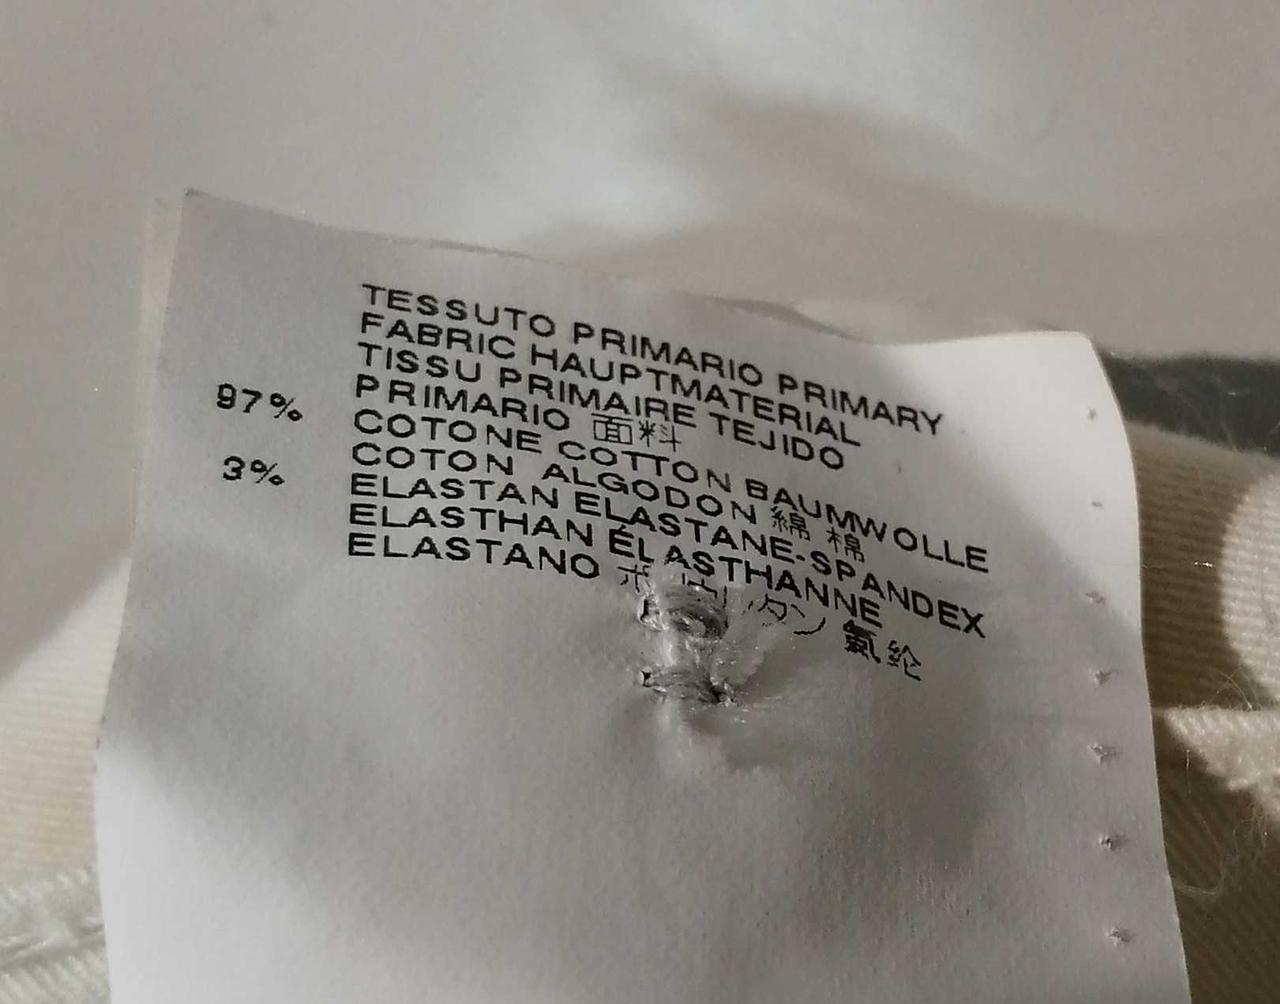 TESSUTO PRIMARIO PRIMARY
FABRIC HAUPTMATERIAL
TISSU PRIMAIRE TEJIDO
PRIMARIO 面料
97% COTONE COTTON BAUMWOLLE
COTON ALGODON 綿 棉
3% ELASTAN ELASTANE-SPANDEX
ELASTHAN ÉLASTHANNE
ELASTANO 氨纶